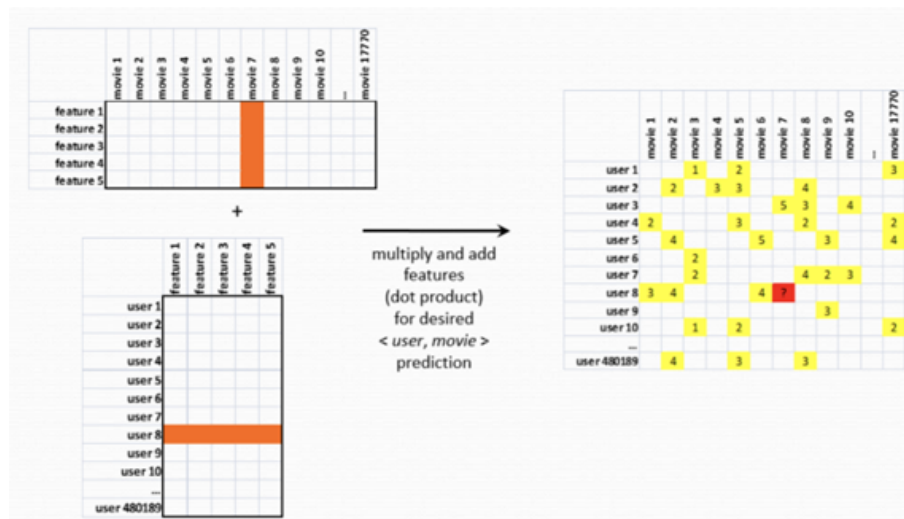 movie 1 movie 2 movie 3 movie 4 movie 5 movie 6 movie 7 movie 8 movie 9 movie 10 ... movie 17770
feature 1
feature 2
feature 3
feature 4
feature 5
+
feature 1 feature 2 feature 3 feature 4 feature 5
user 1
user 2
user 3
user 4
user 5
user 6
user 7
user 8
user 9
user 10
...
user 480189
multiply and add
features
(dot product)
for desired
< user, movie >
prediction
movie 1 movie 2 movie 3 movie 4 movie 5 movie 6 movie 7 movie 8 movie 9 movie 10 ... movie 17770
user 1 1 2 3
user 2 2 3 3 4
user 3 5 3 4
user 4 2 3 2 2
user 5 4 5 3 4
user 6 2
user 7 2 4 2 3
user 8 3 4 4 ?
user 9 3
user 10 1 2 2
...
user 480189 4 3 3